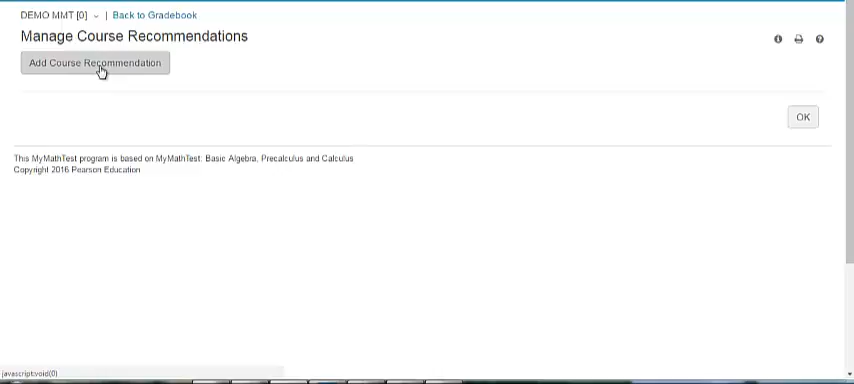 DEMO MMT [0] | Back to Gradebook
Manage Course Recommendations
Add Course Recommendation
OK
This MyMathTest program is based on MyMathTest: Basic Algebra, Precalculus and Calculus
Copyright 2016 Pearson Education
javascript:void(0)